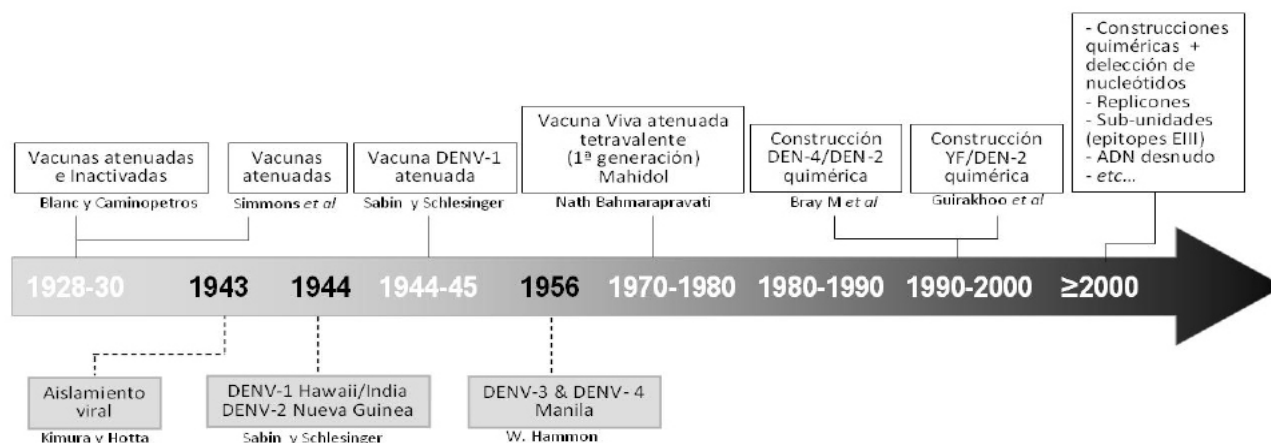 - Construcciones
quiméricas +
delección de
nucleótidos
- Replicones
- Sub-unidades
(epitopes EIII)
- ADN desnudo
- etc...
Vacunas atenuadas
e Inactivadas
Blanc y Caminopetros
Vacunas
atenuadas
Simmons et al
Vacuna DENV-1
atenuada
Sabin y Schlesinger
Vacuna Viva atenuada
tetravalente
(1ª generación)
Mahidol
Nath Bahmarapravati
Construcción
DEN-4/DEN-2
quimérica
Bray M et al
Construcción
YF/DEN-2
quimérica
Guirakhoo et al
1928-30 1943 1944 1944-45 1956 1970-1980 1980-1990 1990-2000 ≥2000
Aislamiento
viral
Kimura y Hotta
DENV-1 Hawaii/India
DENV-2 Nueva Guinea
Sabin y Schlesinger
DENV-3 & DENV- 4
Manila
W. Hammon